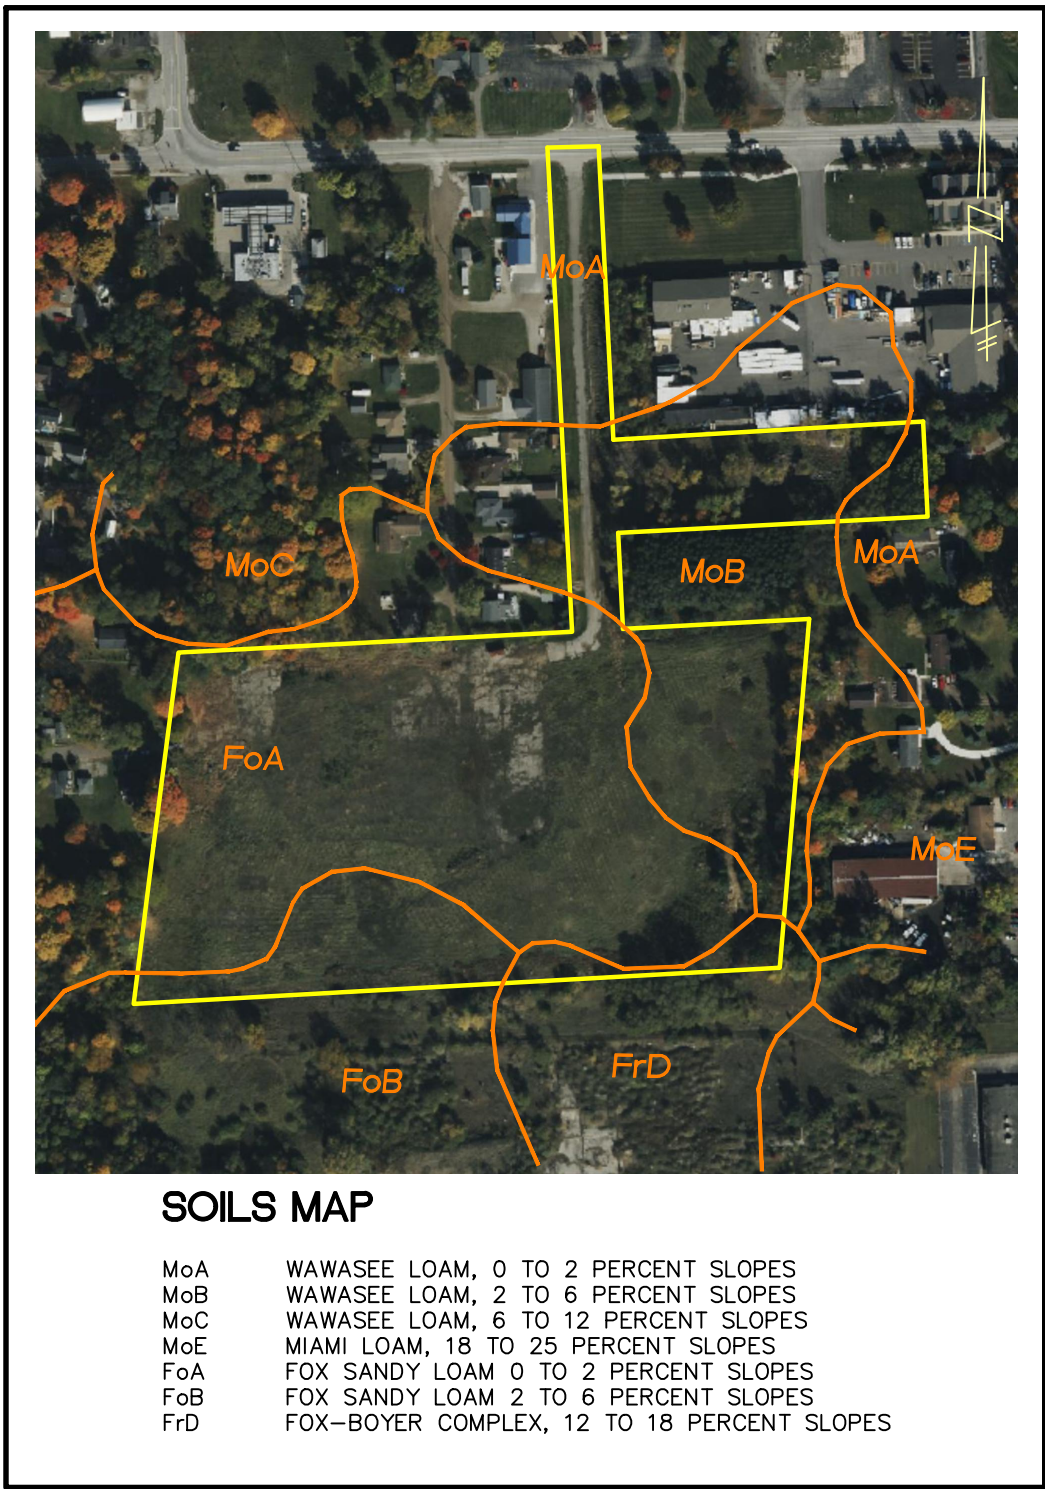 MoA
MoC
MoB
MoA
FoA
MoE
FoB
FrD
SOILS MAP
MoA WAWASEE LOAM, 0 TO 2 PERCENT SLOPES
MoB WAWASEE LOAM, 2 TO 6 PERCENT SLOPES
MoC WAWASEE LOAM, 6 TO 12 PERCENT SLOPES
MoE MIAMI LOAM, 18 TO 25 PERCENT SLOPES
FoA FOX SANDY LOAM 0 TO 2 PERCENT SLOPES
FoB FOX SANDY LOAM 2 TO 6 PERCENT SLOPES
FrD FOX-BOYER COMPLEX, 12 TO 18 PERCENT SLOPES